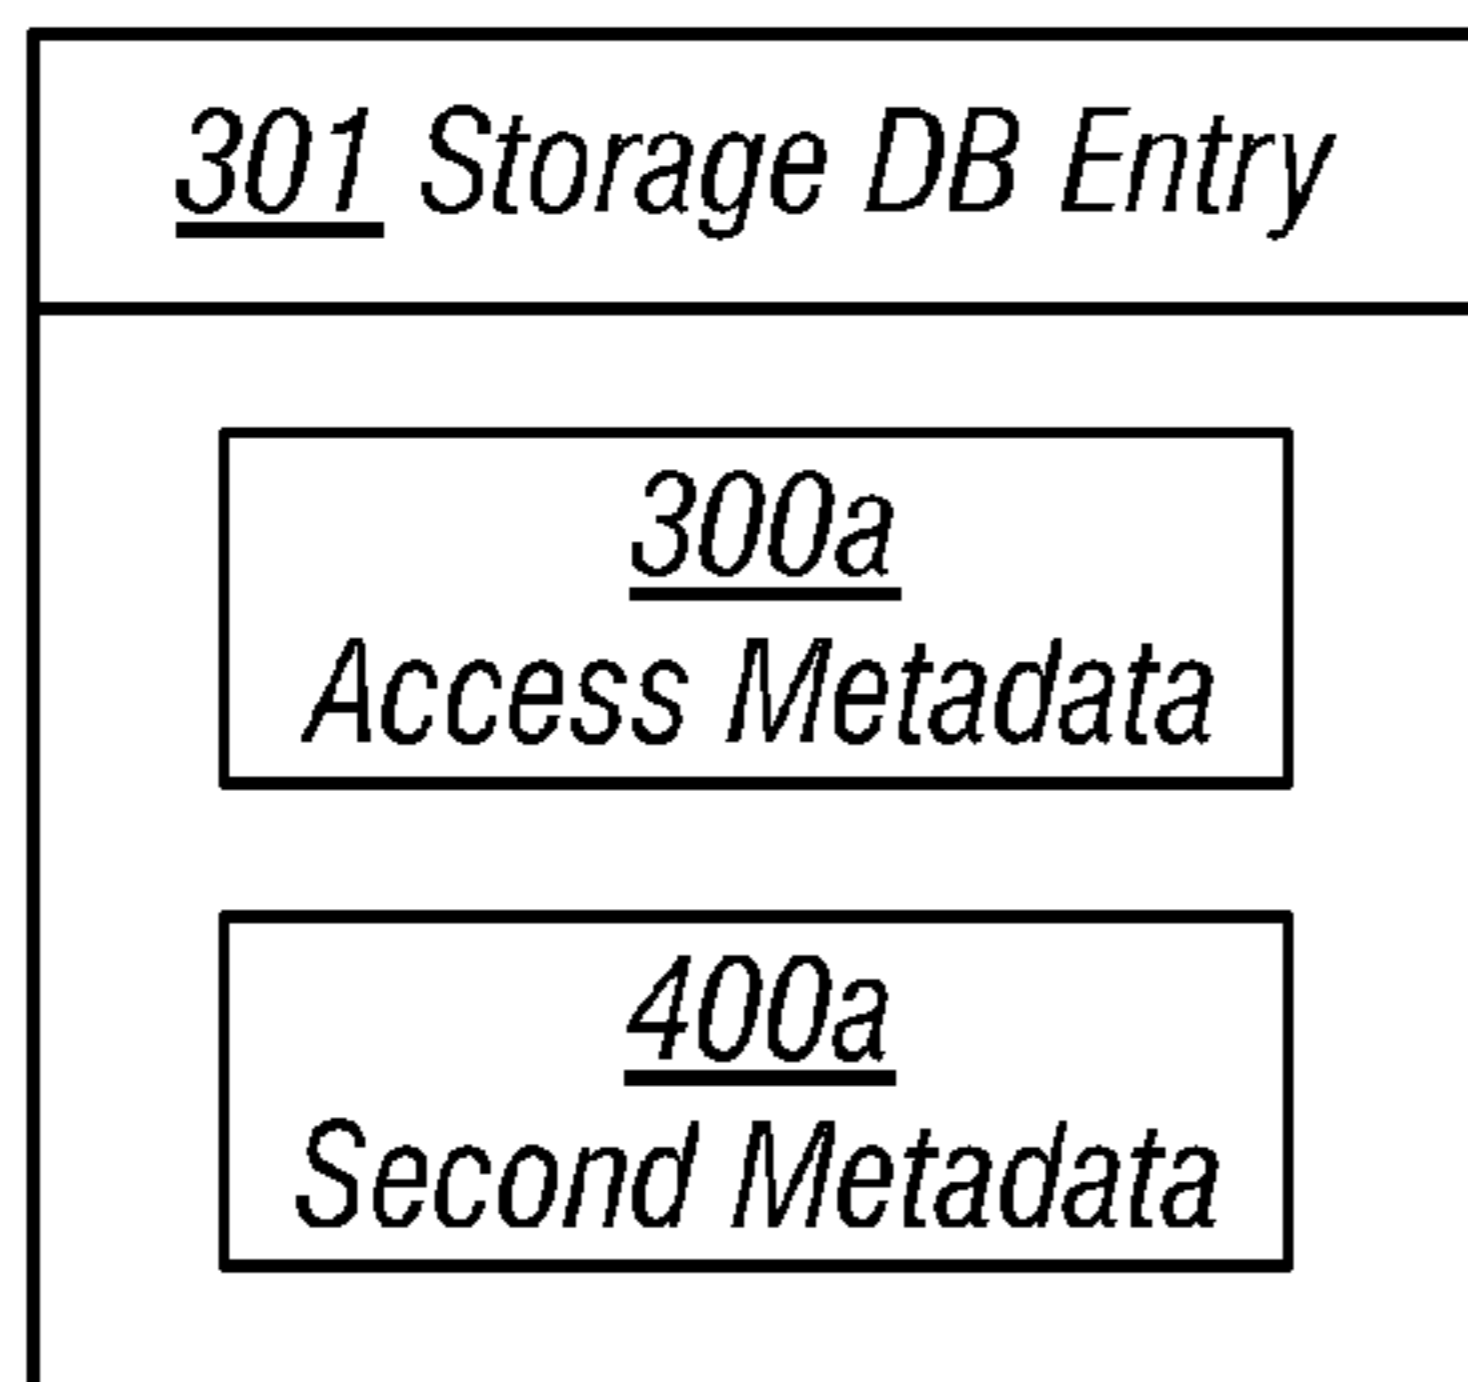 301 Storage DB Entry
300a
Access Metadata
400a
Second Metadata